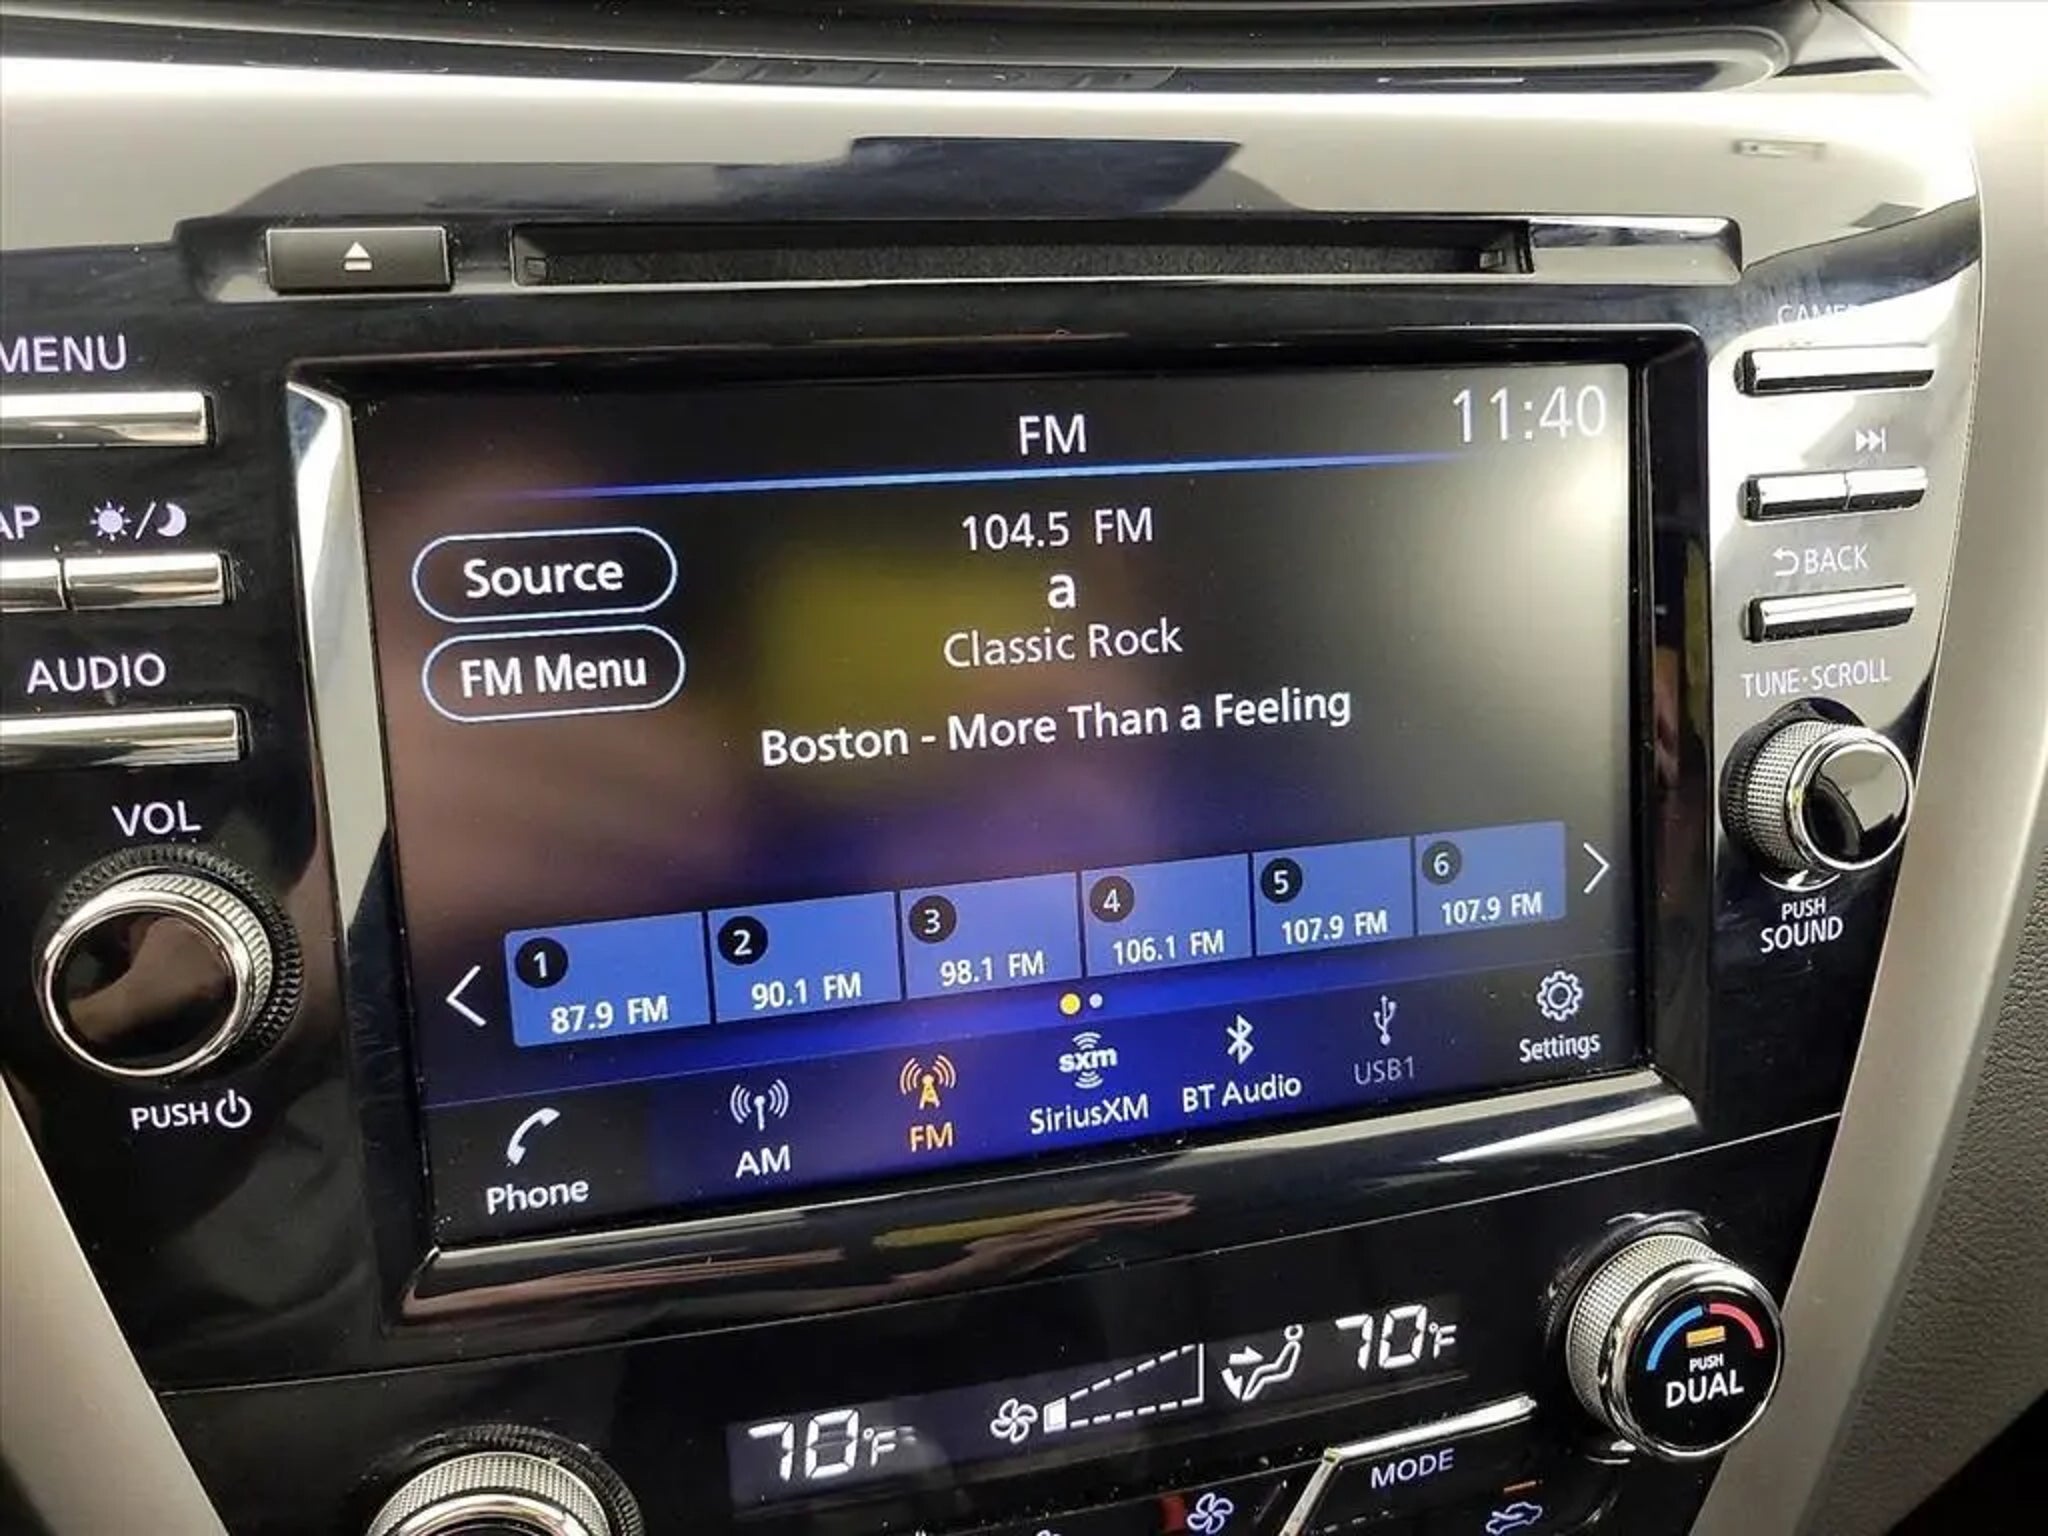 MENU
AP
AUDIO
VOL
PUSH
FM
11:40
Source
FM Menu
104.5 FM
a
Classic Rock
Boston - More Than a Feeling
1
87.9 FM
2
90.1 FM
3
98.1 FM
4
106.1 FM
5
107.9 FM
6
107.9 FM
Phone
AM
FM
sxm
SiriusXM
BT Audio
USB1
Settings
BACK
TUNE·SCROLL
PUSH
SOUND
70°F
70°F
PUSH
DUAL
MODE